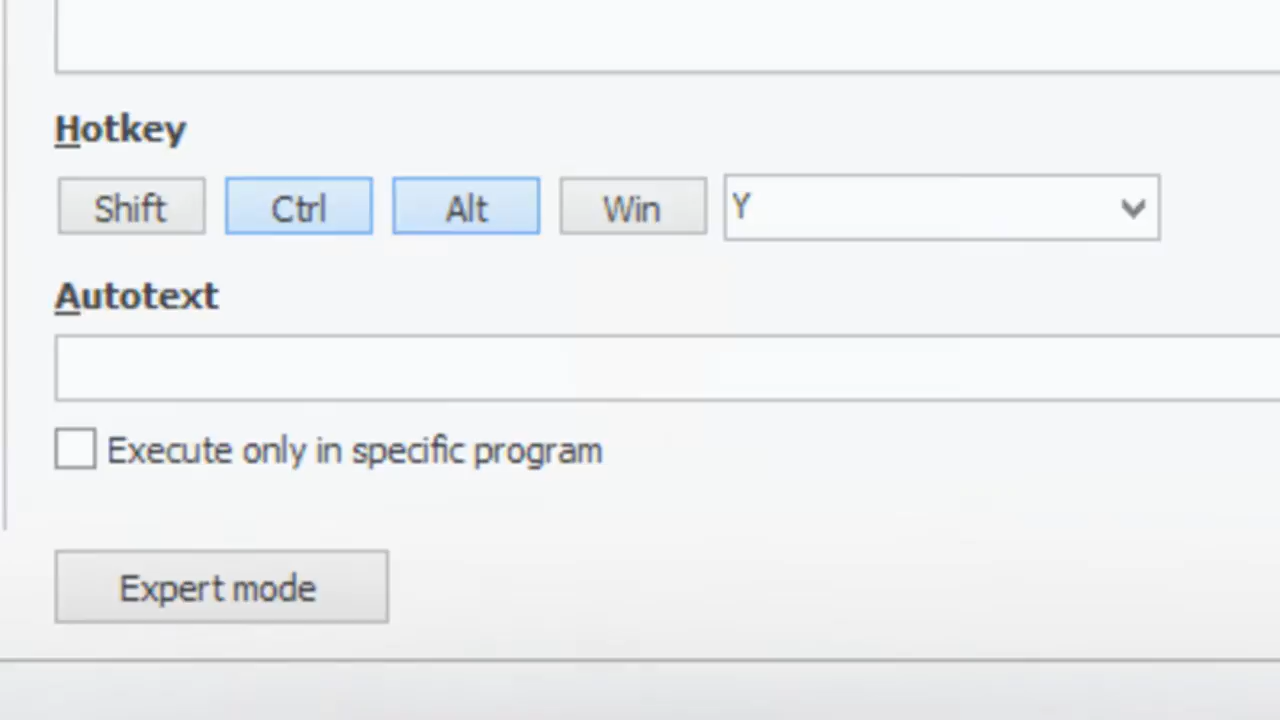 Hotkey
Shift Ctrl Alt Win Y
Autotext
Execute only in specific program
Expert mode